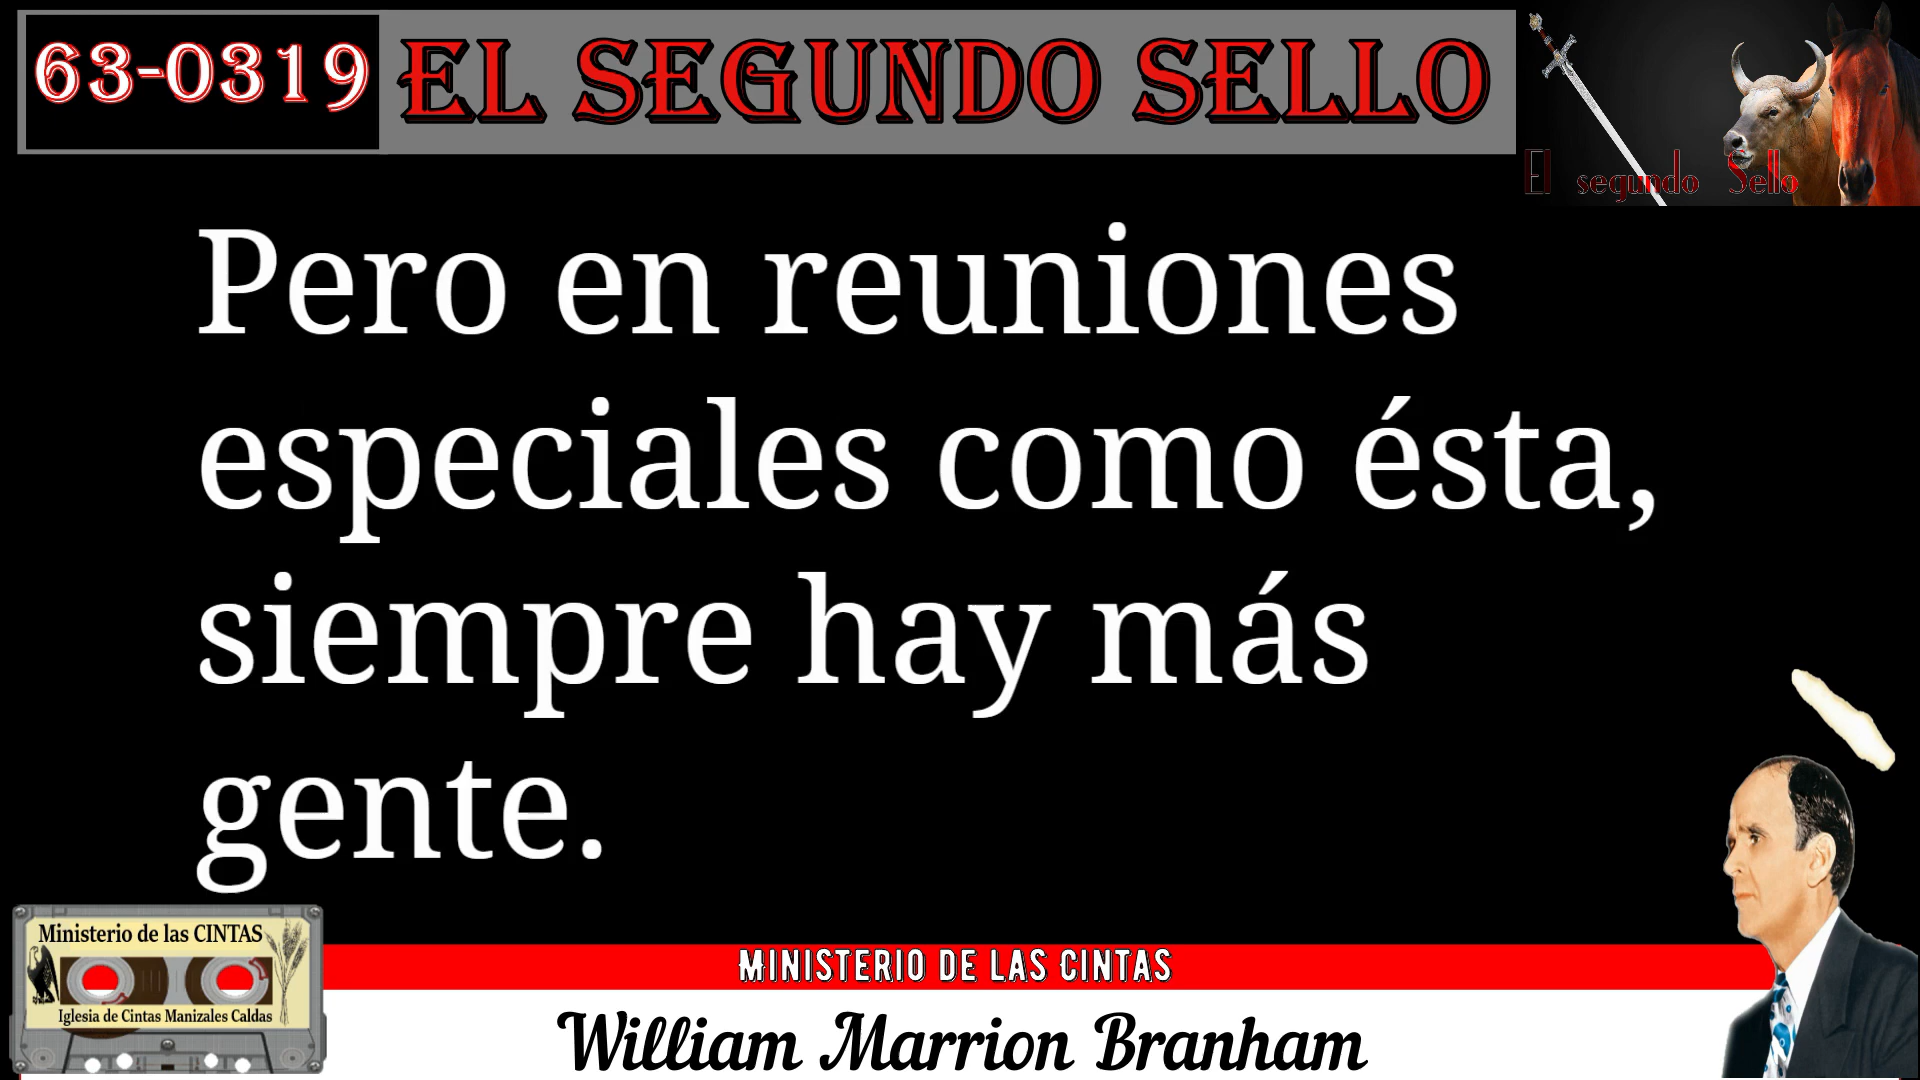 63-0319
EL SEGUNDO SELLO
El segundo Sello
Pero en reuniones
especiales como ésta,
siempre hay más
gente.
Ministerio de las CINTAS
Iglesia de Cintas Manizales Caldas
MINISTERIO DE LAS CINTAS
William Marrion Branham